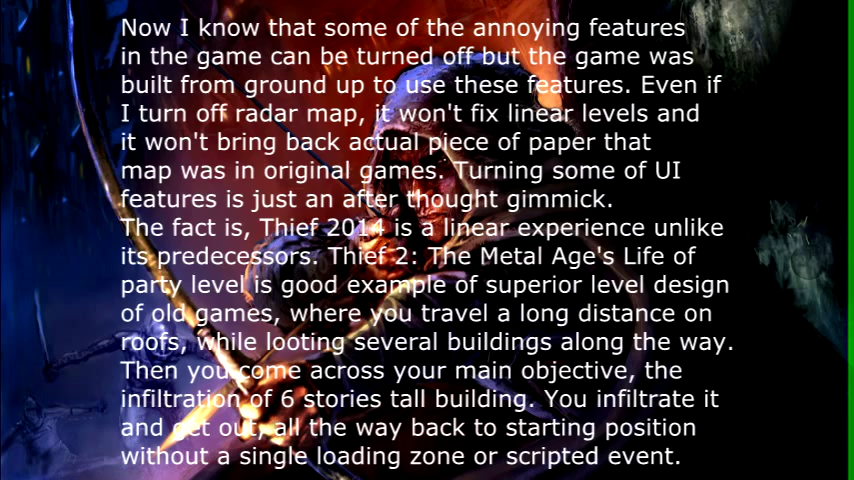 Now I know that some of the annoying features
in the game can be turned off but the game was
built from ground up to use these features. Even if
I turn off radar map, it won't fix linear levels and
it won't bring back actual piece of paper that
map was in original games. Turning some of UI
features is just an after thought gimmick.
The fact is, Thief 2014 is a linear experience unlike
its predecessors. Thief 2: The Metal Age's Life of
party level is good example of superior level design
of old games, where you travel a long distance on
roofs, while looting several buildings along the way.
Then you come across your main objective, the
infiltration of 6 stories tall building. You infiltrate it
and get out, all the way back to starting position
without a single loading zone or scripted event.